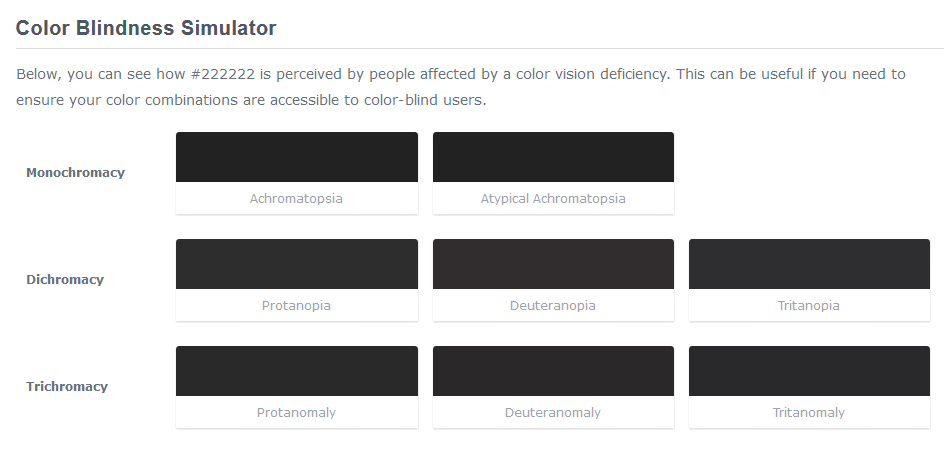 Color Blindness Simulator
Below, you can see how #222222 is perceived by people affected by a color vision deficiency. This can be useful if you need to
ensure your color combinations are accessible to color-blind users.
Monochromacy
Achromatopsia
Atypical Achromatopsia
Dichromacy
Protanopia
Deuteranopia
Tritanopia
Trichromacy
Protanomaly
Deuteranomaly
Tritanomaly